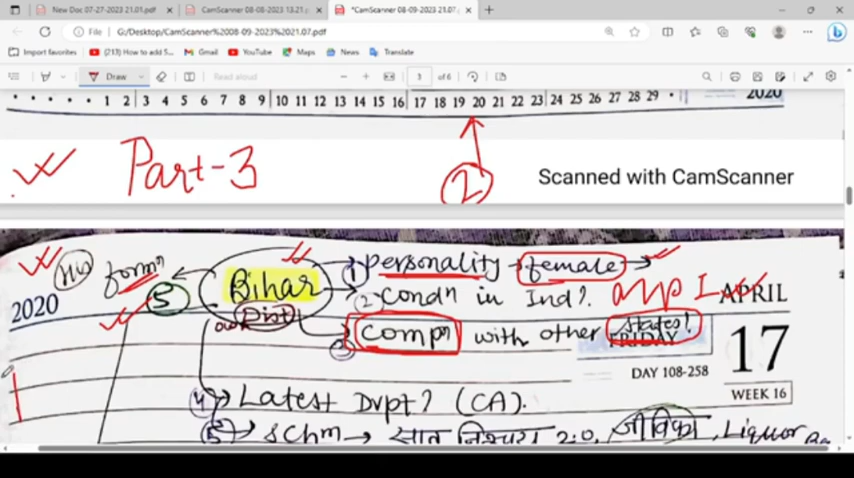 New Doc 07-27-2023 21.01.pdf
CamScanner 08-08-2023 13.21.pdf
*CamScanner 08-09-2023 21.07.pdf
File G:/Desktop/CamScanner%2008-09-2023%2021.07.pdf
Import favorites (213) How to add S... Gmail YouTube Maps News Translate
Draw Read aloud 3 of 6
1 2 3 4 5 6 7 8 9 10 11 12 13 14 15 16 17 18 19 20 21 22 23 24 25 26 27 28 29 2020
Part-3 2 Scanned with CamScanner
His formⁿ Bihar ① personality → female →
2020 5 ② Condⁿ in Ind? Imp APRIL
own Dist ③ Compⁿ with other states! FRIDAY 17
DAY 108-258
④ → Latest Dvpt? (CA). WEEK 16
⑤ → schm → सात निश्चय 2.0, जीविका, Liquor